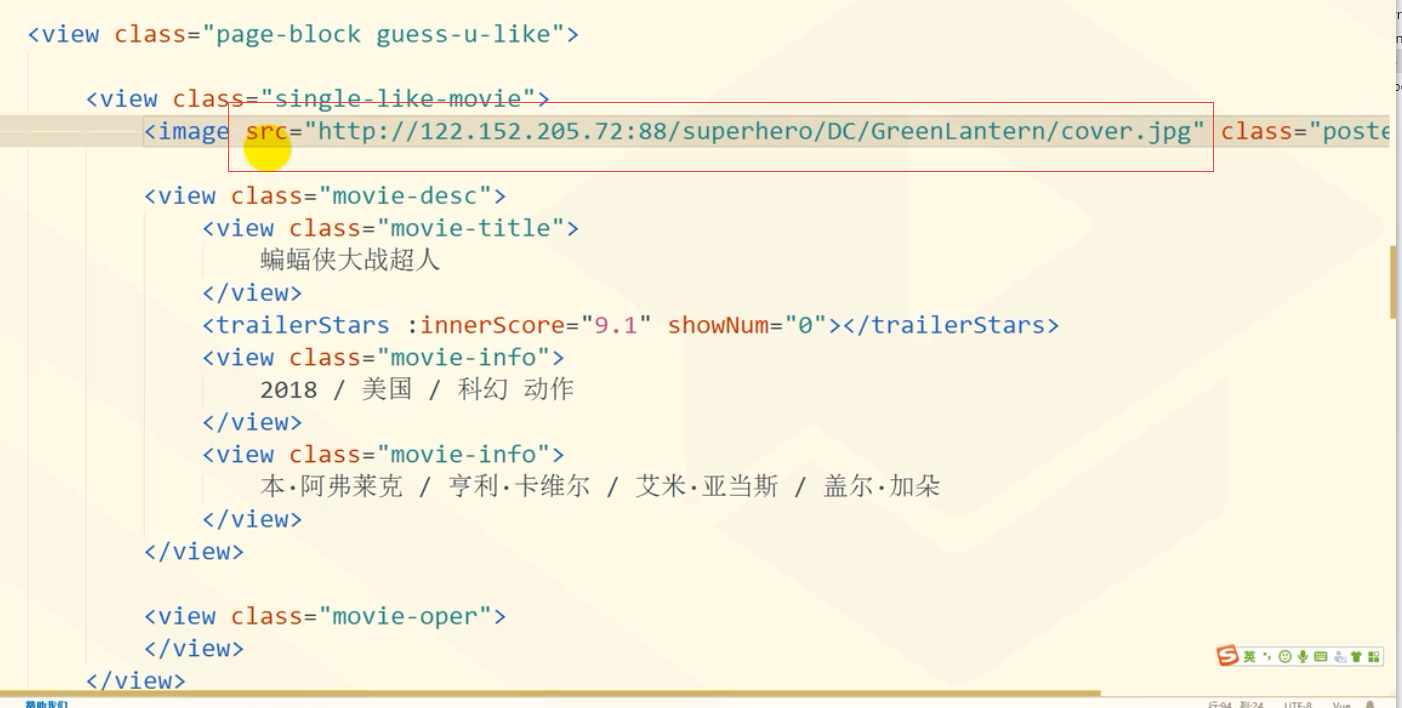 <view class="page-block guess-u-like">
<view class="single-like-movie">
<image src="http://122.152.205.72:88/superhero/DC/GreenLantern/cover.jpg" class="poste
<view class="movie-desc">
<view class="movie-title">
蝙蝠侠大战超人
</view>
<trailerStars :innerScore="9.1" showNum="0"></trailerStars>
<view class="movie-info">
2018 / 美国 / 科幻 动作
</view>
<view class="movie-info">
本·阿弗莱克 / 亨利·卡维尔 / 艾米·亚当斯 / 盖尔·加朵
</view>
</view>
<view class="movie-oper">
</view>
</view>
英
赞助我们
行:94 列:24 UTF-8 Vue